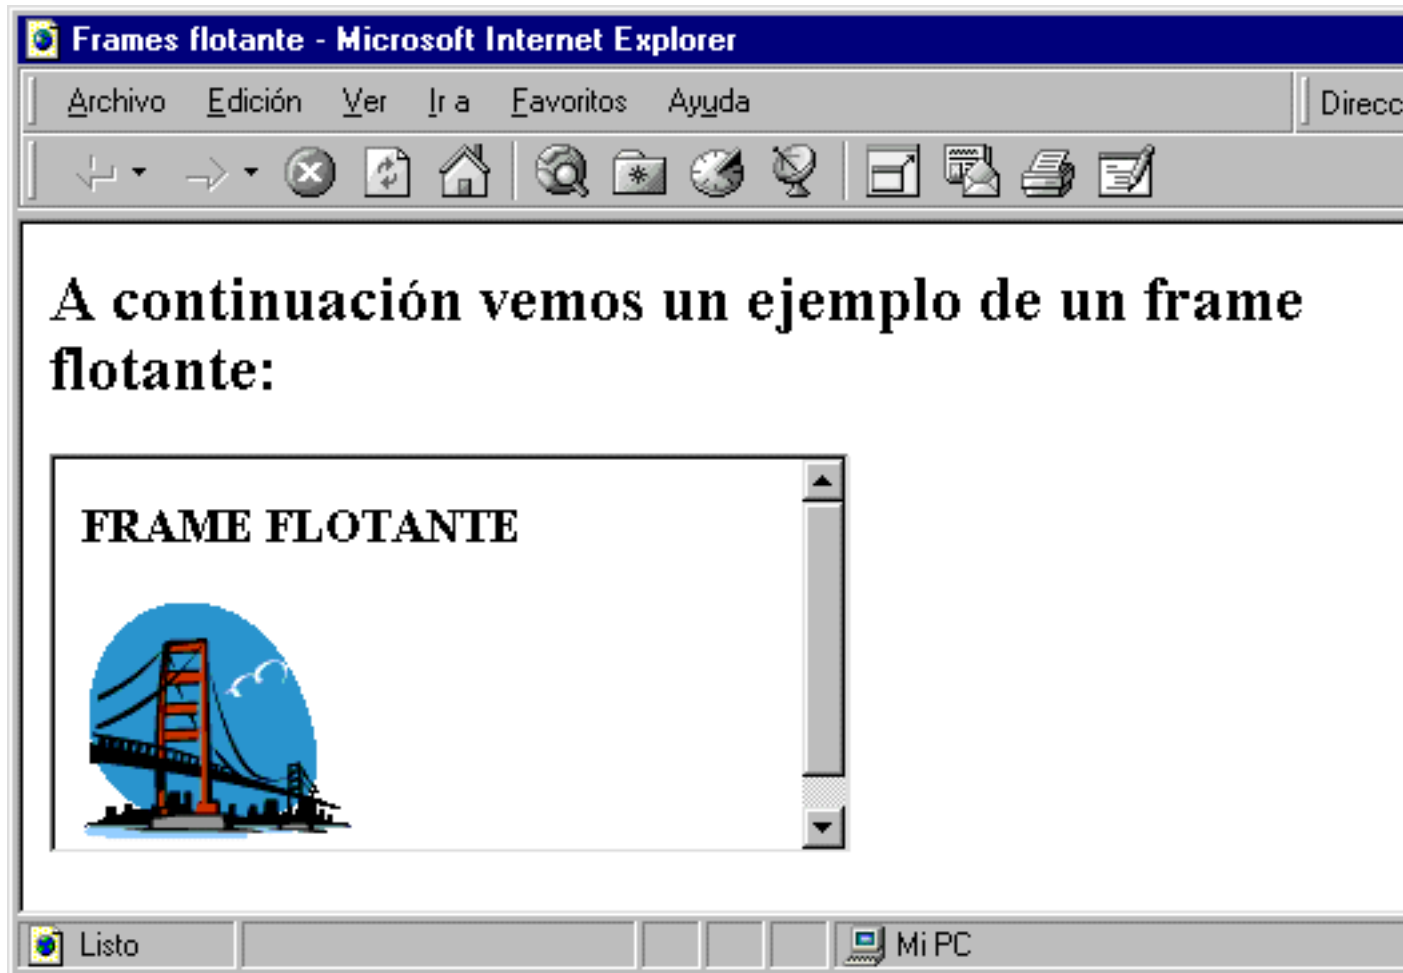 Frames flotante - Microsoft Internet Explorer
Archivo Edición Ver Ir a Favoritos Ayuda Direcc
A continuación vemos un ejemplo de un frame
flotante:
FRAME FLOTANTE
Listo Mi PC